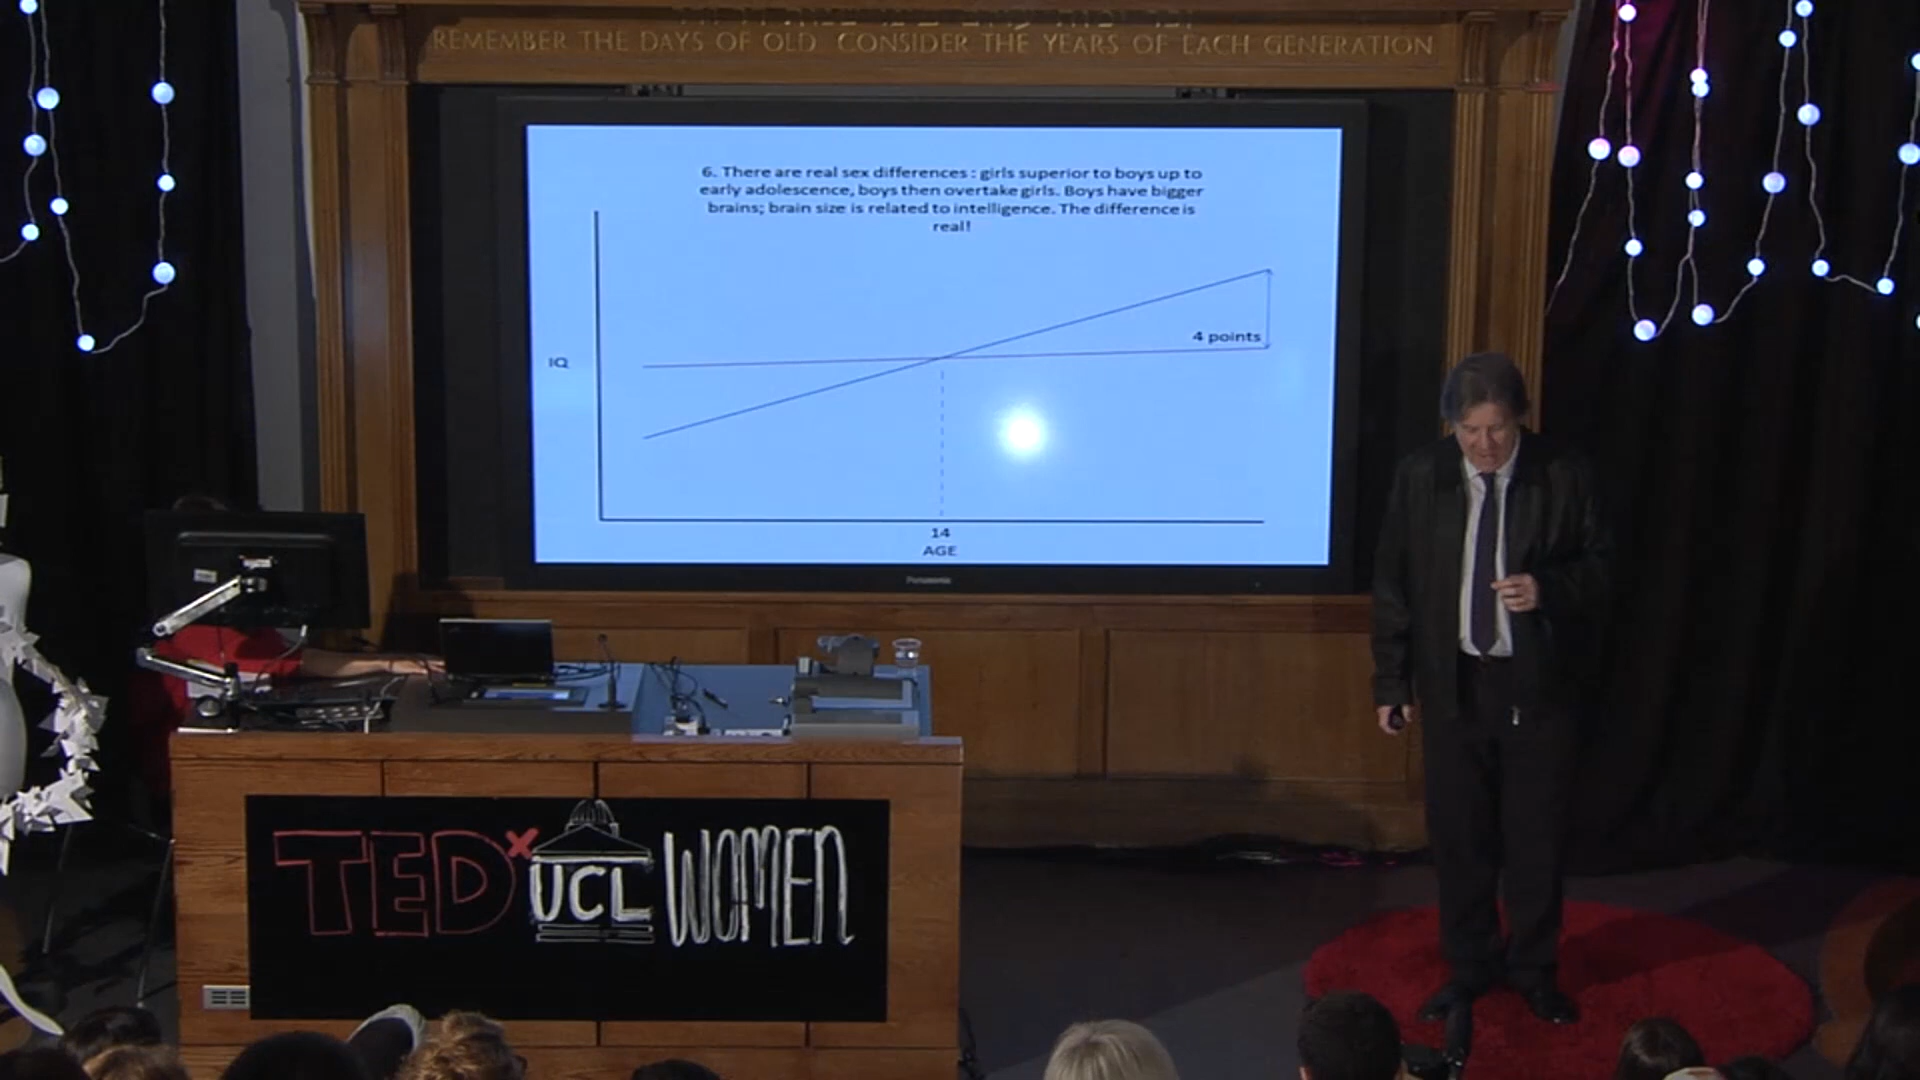 REMEMBER THE DAYS OF OLD CONSIDER THE YEARS OF EACH GENERATION
6. There are real sex differences : girls superior to boys up to
early adolescence, boys then overtake girls. Boys have bigger
brains; brain size is related to intelligence. The difference is
real!
4 points
IQ
14
AGE
Panasonic
TEDx UCL WOMEN